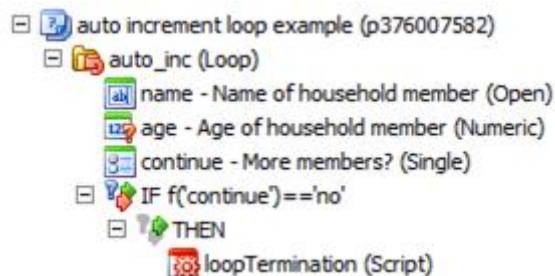 auto increment loop example (p376007582)
auto_inc (Loop)
name - Name of household member (Open)
age - Age of household member (Numeric)
continue - More members? (Single)
IF f('continue')=='no'
THEN
loopTermination (Script)